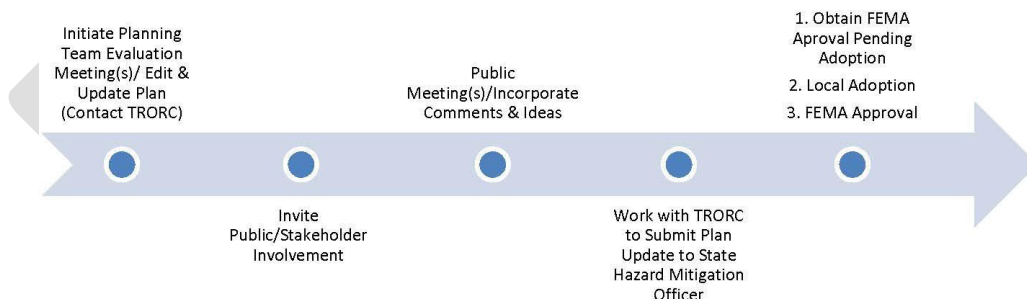 Initiate Planning
Team Evaluation
Meeting(s)/ Edit &
Update Plan
(Contact TRORC)
Invite
Public/Stakeholder
Involvement
Public
Meeting(s)/Incorporate
Comments & Ideas
Work with TRORC
to Submit Plan
Update to State
Hazard Mitigation
Officer
1. Obtain FEMA
Aproval Pending
Adoption
2. Local Adoption
3. FEMA Approval